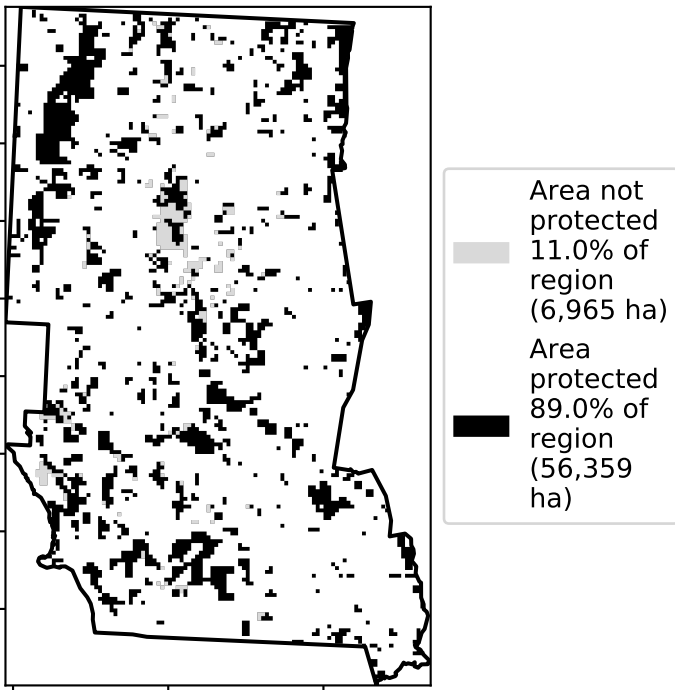 Area not
protected
11.0% of
region
(6,965 ha)
Area
protected
89.0% of
region
(56,359
ha)